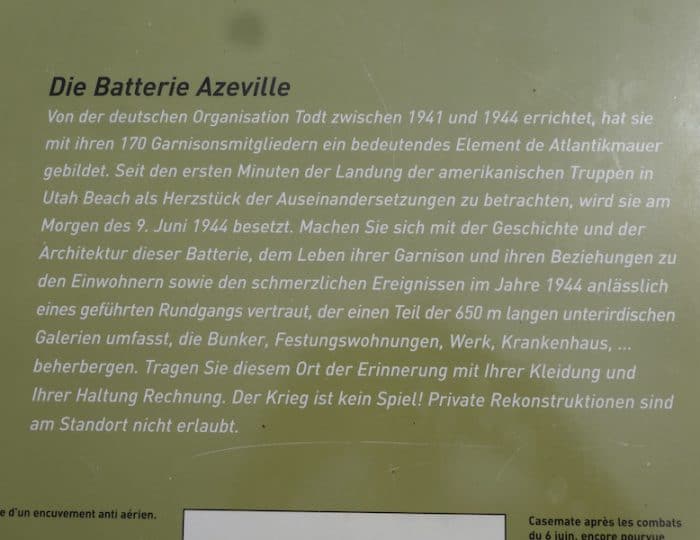 Die Batterie Azeville
Von der deutschen Organisation Todt zwischen 1941 und 1944 errichtet, hat sie
mit ihren 170 Garnisonsmitgliedern ein bedeutendes Element de Atlantikmauer
gebildet. Seit den ersten Minuten der Landung der amerikanischen Truppen in
Utah Beach als Herzstück der Auseinandersetzungen zu betrachten, wird sie am
Morgen des 9. Juni 1944 besetzt. Machen Sie sich mit der Geschichte und der
Architektur dieser Batterie, dem Leben ihrer Garnison und ihren Beziehungen zu
den Einwohnern sowie den schmerzlichen Ereignissen im Jahre 1944 anlässlich
eines geführten Rundgangs vertraut, der einen Teil der 650 m langen unterirdischen
Galerien umfasst, die Bunker, Festungswohnungen, Werk, Krankenhaus, ...
beherbergen. Tragen Sie diesem Ort der Erinnerung mit Ihrer Kleidung und
Ihrer Haltung Rechnung. Der Krieg ist kein Spiel! Private Rekonstruktionen sind
am Standort nicht erlaubt.
e d'un encuvement anti aérien.
Casemate après les combats
du 6 juin, encore pourvue